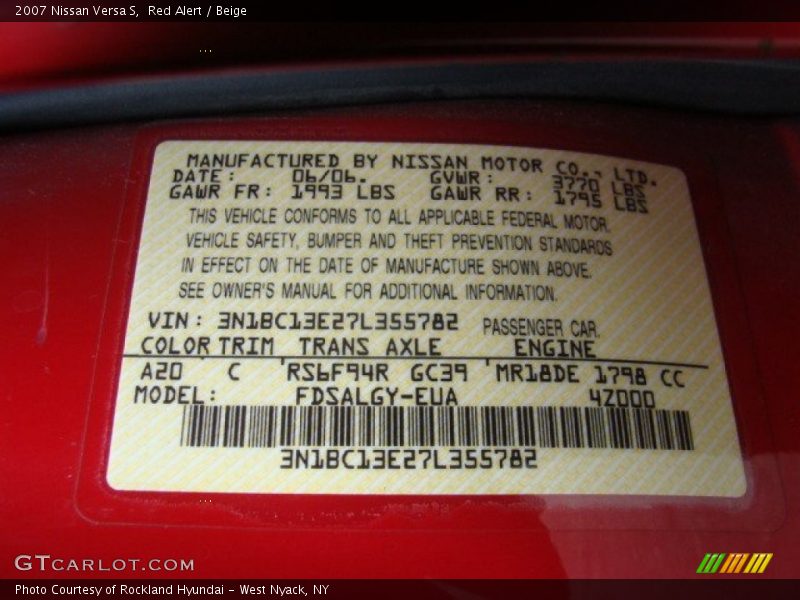 2007 Nissan Versa S, Red Alert / Beige
MANUFACTURED BY NISSAN MOTOR CO., LTD.
DATE: 06/06. GVWR: 3770 LBS
GAWR FR: 1993 LBS GAWR RR: 1795 LBS
THIS VEHICLE CONFORMS TO ALL APPLICABLE FEDERAL MOTOR
VEHICLE SAFETY, BUMPER AND THEFT PREVENTION STANDARDS
IN EFFECT ON THE DATE OF MANUFACTURE SHOWN ABOVE.
SEE OWNER'S MANUAL FOR ADDITIONAL INFORMATION.
VIN: 3N1BC13E27L355782 PASSENGER CAR.
COLOR TRIM TRANS AXLE ENGINE
A20 C RS6F94R GC39 MR18DE 1798 CC
MODEL: FDSALGY-EUA 4Z000
3N1BC13E27L355782
GTCARLOT.COM
Photo Courtesy of Rockland Hyundai - West Nyack, NY